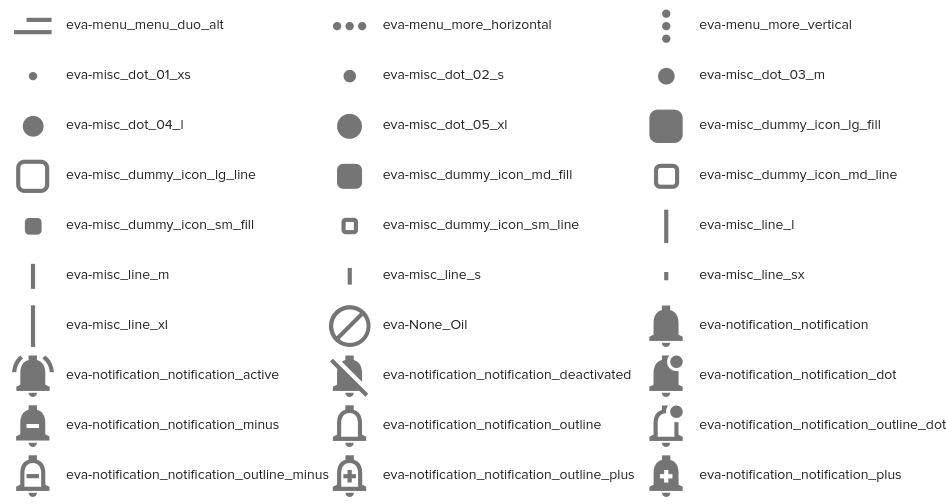 eva-menu_menu_duo_alt
eva-menu_more_horizontal
eva-menu_more_vertical
eva-misc_dot_01_xs
eva-misc_dot_02_s
eva-misc_dot_03_m
eva-misc_dot_04_l
eva-misc_dot_05_xl
eva-misc_dummy_icon_lg_fill
eva-misc_dummy_icon_lg_line
eva-misc_dummy_icon_md_fill
eva-misc_dummy_icon_md_line
eva-misc_dummy_icon_sm_fill
eva-misc_dummy_icon_sm_line
eva-misc_line_l
eva-misc_line_m
eva-misc_line_s
eva-misc_line_sx
eva-misc_line_xl
eva-None_Oil
eva-notification_notification
eva-notification_notification_active
eva-notification_notification_deactivated
eva-notification_notification_dot
eva-notification_notification_minus
eva-notification_notification_outline
eva-notification_notification_outline_dot
eva-notification_notification_outline_minus
eva-notification_notification_outline_plus
eva-notification_notification_plus